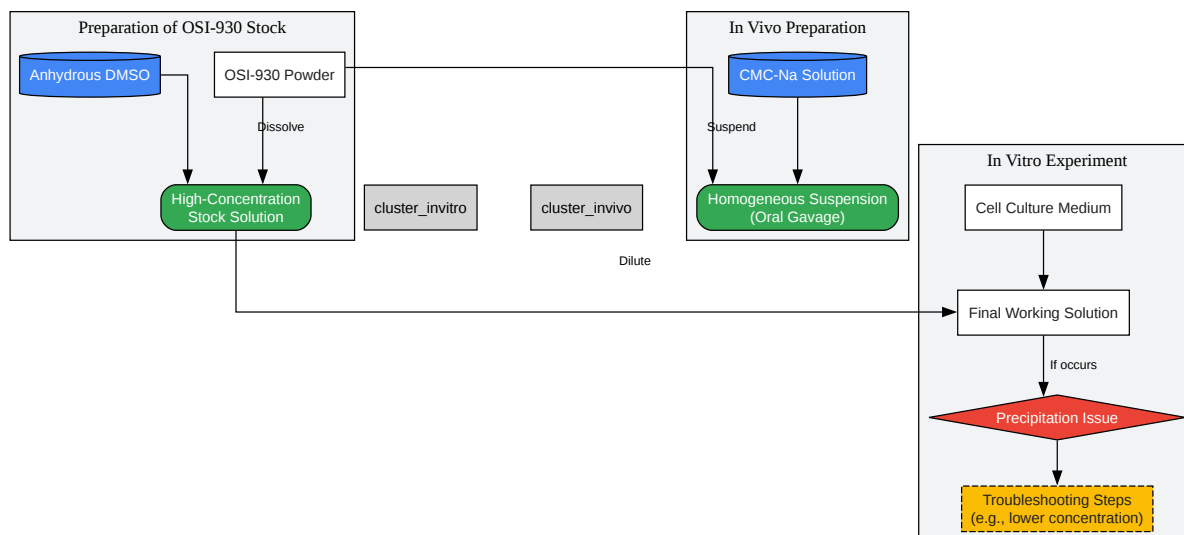 Preparation of OSI-930 Stock
Anhydrous DMSO
OSI-930 Powder
Dissolve
High-Concentration
Stock Solution
cluster_invitro
cluster_invivo
In Vivo Preparation
CMC-Na Solution
Suspend
Homogeneous Suspension
(Oral Gavage)
Dilute
In Vitro Experiment
Cell Culture Medium
Final Working Solution
If occurs
Precipitation Issue
Troubleshooting Steps
(e.g., lower concentration)